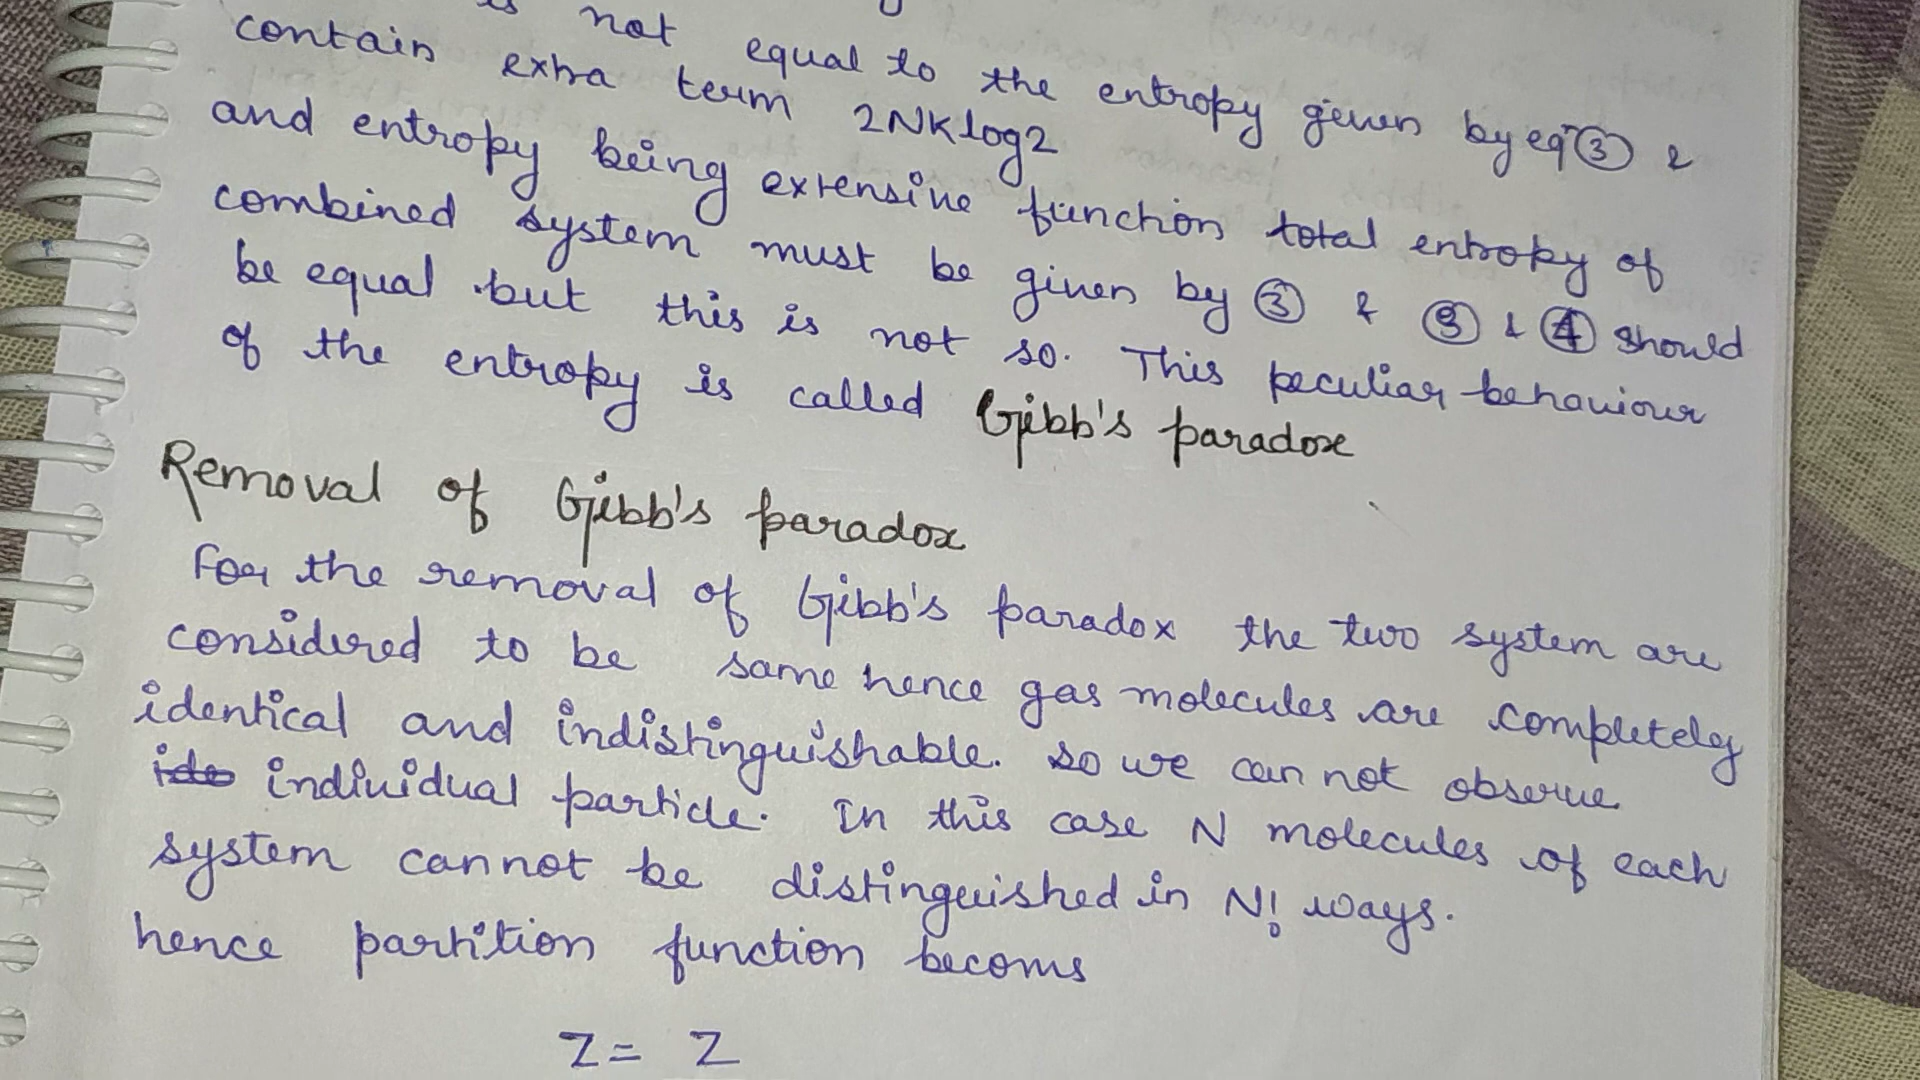 is not equal to the entropy given by eqⁿ ③ &
contain extra term 2NK log2
and entropy being extensive function total entropy of
combined system must be given by ③ & ③ & ④ should
be equal but this is not so. This peculiar behaviour
of the entropy is called Gibb's paradox
Removal of Gibb's paradox
For the removal of Gibb's paradox the two system are
considered to be same hence gas molecules are completely
identical and indistinguishable. so we can not observe
individual particle. In this case N molecules of each
system cannot be distinguished in N! ways.
hence partition function becoms
Z = Z